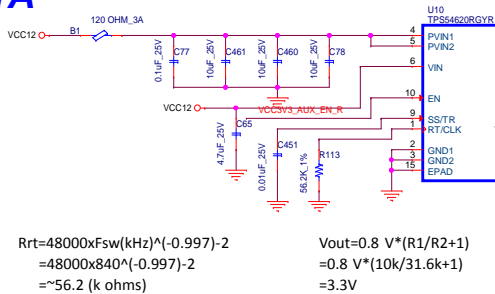 A
U10
TPS54620RGYR
120 OHM_3A
VCC12
B1
4
PVIN1
5
PVIN2
C77
0.1uF_25V
C461
10uF_25V
C460
10uF_25V
C78
10uF_25V
6
VIN
VCC12
VCC3V3_AUX_EN_R
10
EN
C65
4.7uF_25V
9
SS/TR
1
RT/CLK
C451
0.01uF_25V
R113
56.2K_1%
2
GND1
3
GND2
15
EPAD
Rrt=48000xFsw(kHz)^(-0.997)-2
=48000x840^(-0.997)-2
=~56.2 (k ohms)
Vout=0.8 V*(R1/R2+1)
=0.8 V*(10k/31.6k+1)
=3.3V